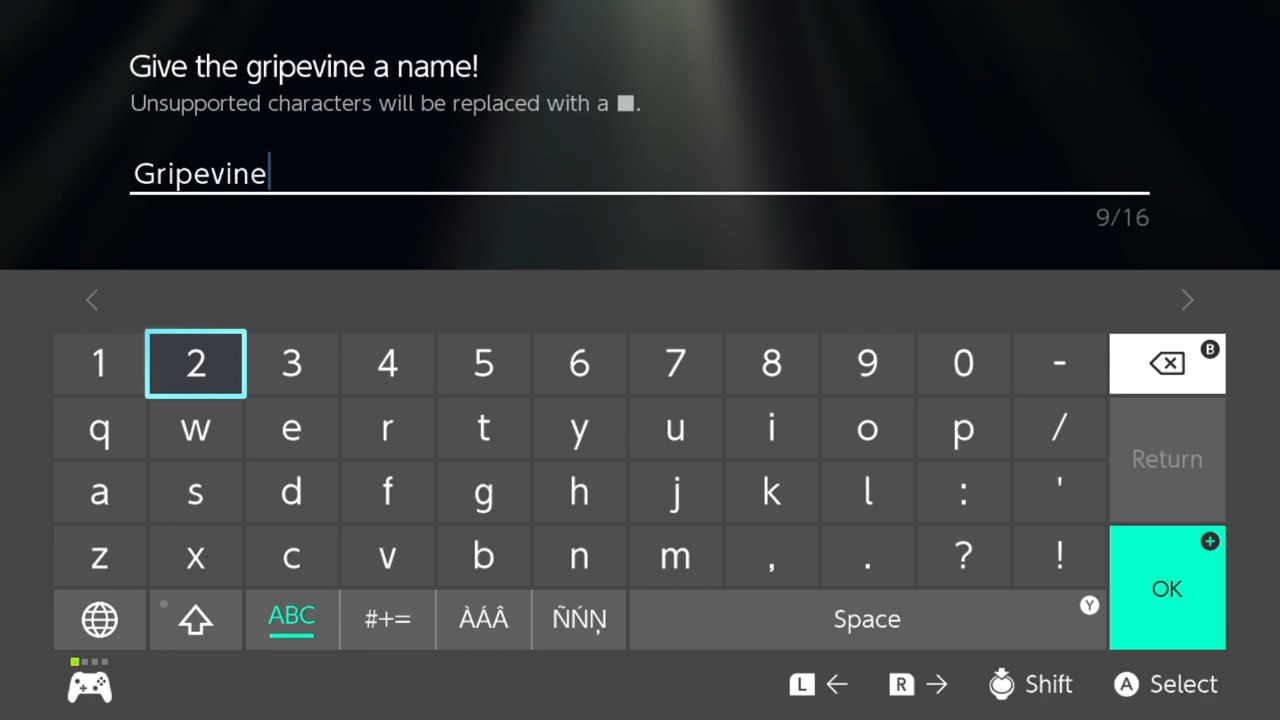 Give the gripevine a name!
Unsupported characters will be replaced with a ■.
Gripevine
9/16
1 2 3 4 5 6 7 8 9 0 - B
q w e r t y u i o p /
Return
a s d f g h j k l : '
z x c v b n m , . ? ! +
OK
ABC #+= ÀÁÂ ÑŃŅ Space Y
L ← R → Shift A Select